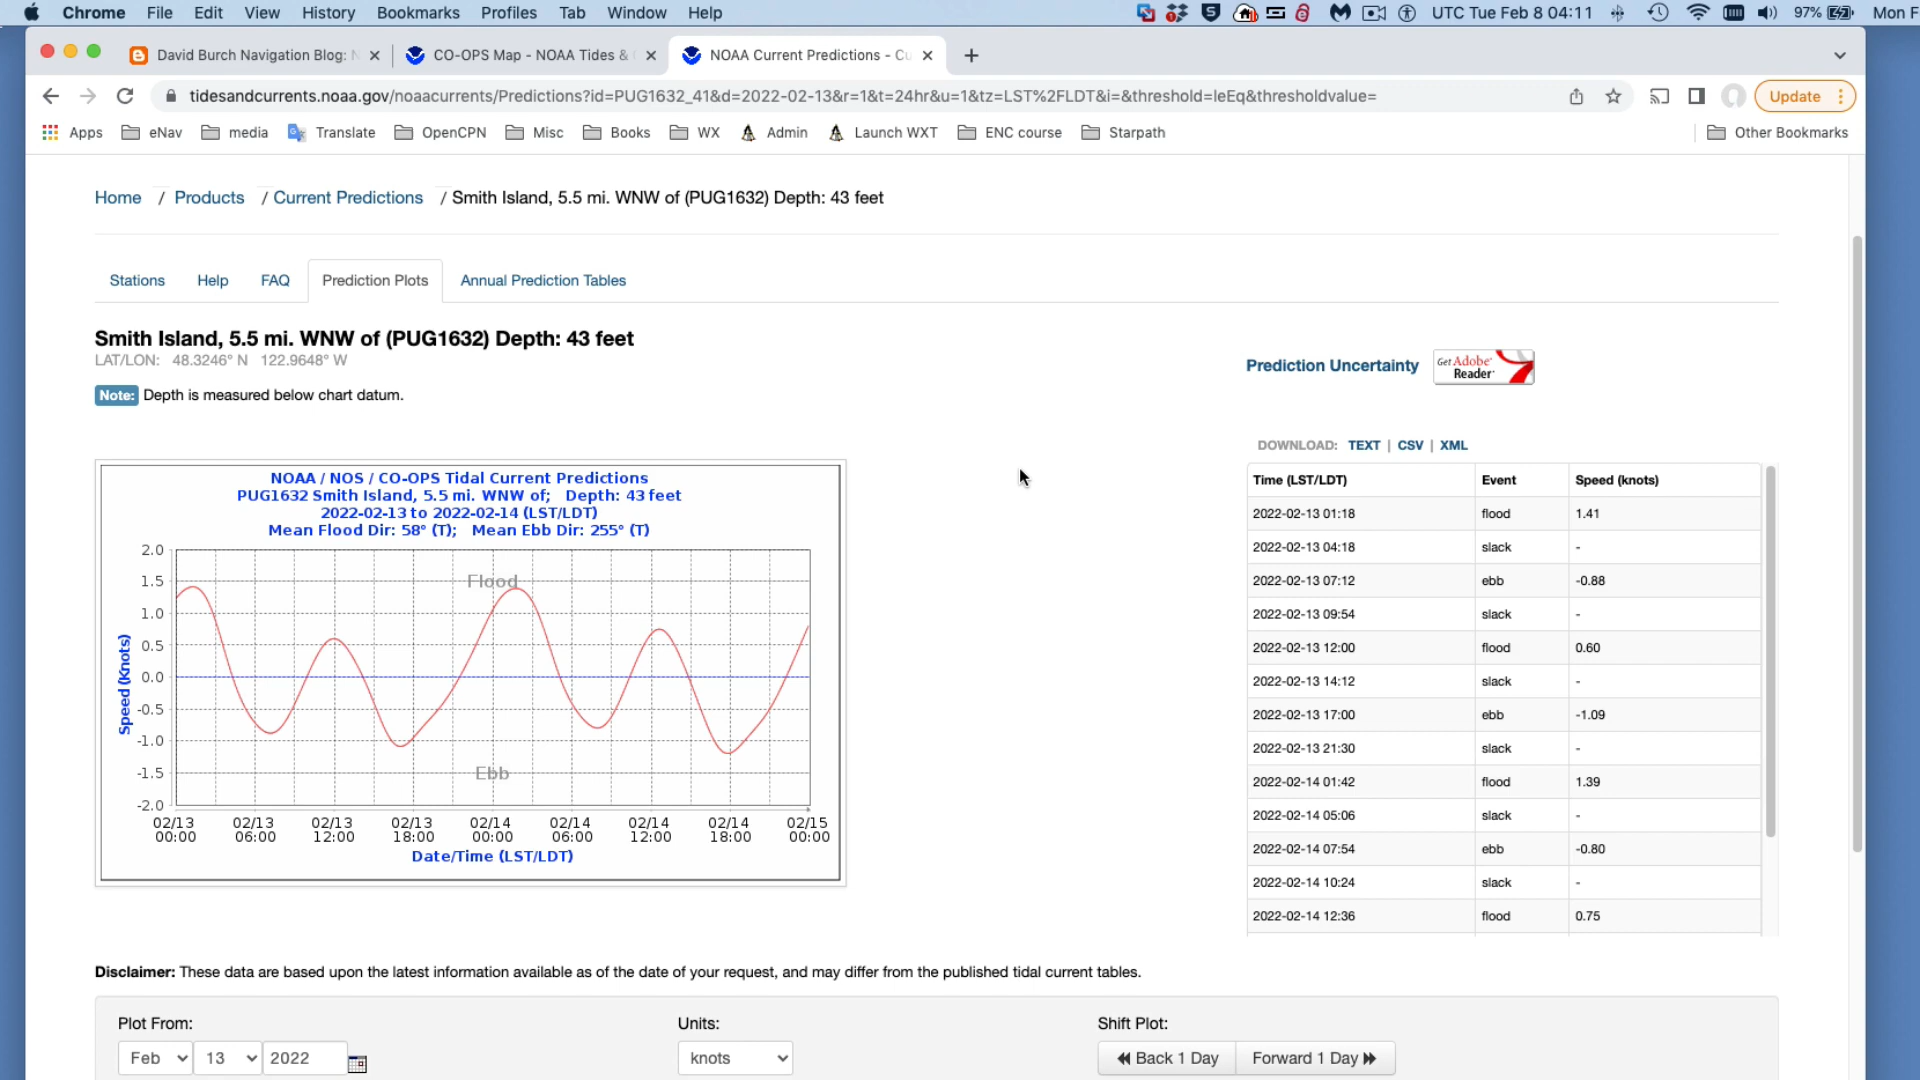 Chrome File Edit View History Bookmarks Profiles Tab Window Help UTC Tue Feb 8 04:11 97% Mon F
David Burch Navigation Blog: N CO-OPS Map - NOAA Tides & NOAA Current Predictions - Cu
tidesandcurrents.noaa.gov/noaacurrents/Predictions?id=PUG1632_41&d=2022-02-13&r=1&t=24hr&u=1&tz=LST%2FLDT&i=&threshold=leEq&thresholdvalue= Update
Apps eNav media Translate OpenCPN Misc Books WX Admin Launch WXT ENC course Starpath Other Bookmarks
Home / Products / Current Predictions / Smith Island, 5.5 mi. WNW of (PUG1632) Depth: 43 feet
Stations Help FAQ Prediction Plots Annual Prediction Tables
Smith Island, 5.5 mi. WNW of (PUG1632) Depth: 43 feet
LAT/LON: 48.3246° N 122.9648° W
Note: Depth is measured below chart datum.
Prediction Uncertainty Get Adobe Reader
NOAA / NOS / CO-OPS Tidal Current Predictions
PUG1632 Smith Island, 5.5 mi. WNW of; Depth: 43 feet
2022-02-13 to 2022-02-14 (LST/LDT)
Mean Flood Dir: 58° (T); Mean Ebb Dir: 255° (T)
2.0
1.5
1.0
0.5
0.0
-0.5
-1.0
-1.5
-2.0
Speed (Knots)
Flood
Ebb
02/13 02/13 02/13 02/13 02/14 02/14 02/14 02/14 02/15
00:00 06:00 12:00 18:00 00:00 06:00 12:00 18:00 00:00
Date/Time (LST/LDT)
DOWNLOAD: TEXT | CSV | XML
Time (LST/LDT) Event Speed (knots)
2022-02-13 01:18 flood 1.41
2022-02-13 04:18 slack -
2022-02-13 07:12 ebb -0.88
2022-02-13 09:54 slack -
2022-02-13 12:00 flood 0.60
2022-02-13 14:12 slack -
2022-02-13 17:00 ebb -1.09
2022-02-13 21:30 slack -
2022-02-14 01:42 flood 1.39
2022-02-14 05:06 slack -
2022-02-14 07:54 ebb -0.80
2022-02-14 10:24 slack -
2022-02-14 12:36 flood 0.75
Disclaimer: These data are based upon the latest information available as of the date of your request, and may differ from the published tidal current tables.
Plot From: Units: Shift Plot:
Feb 13 2022 knots Back 1 Day Forward 1 Day